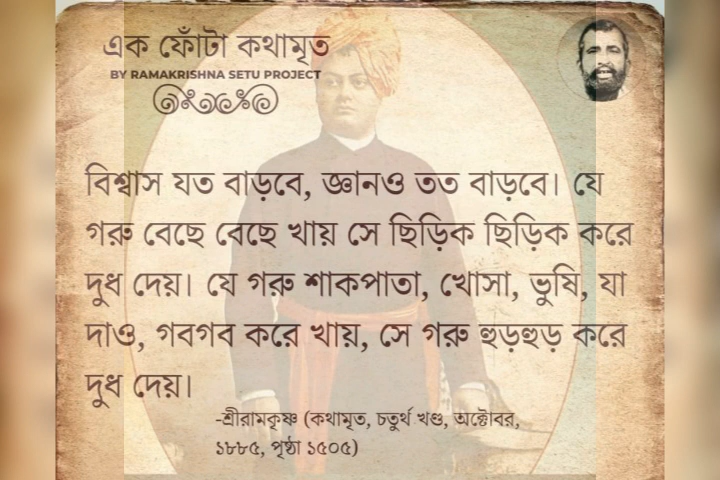 এক ফোঁটা কথামৃত
BY RAMAKRISHNA SETU PROJECT
বিশ্বাস যত বাড়বে, জ্ঞানও তত বাড়বে। যে
গরু বেছে বেছে খায় সে ছিড়িক ছিড়িক করে
দুধ দেয়। যে গরু শাকপাতা, খোসা, ভুষি, যা
দাও, গবগব করে খায়, সে গরু হুড়হুড় করে
দুধ দেয়।
-শ্রীরামকৃষ্ণ (কথামৃত, চতুর্থ খণ্ড, অক্টোবর,
১৮৮৫, পৃষ্ঠা ১৫০৫)